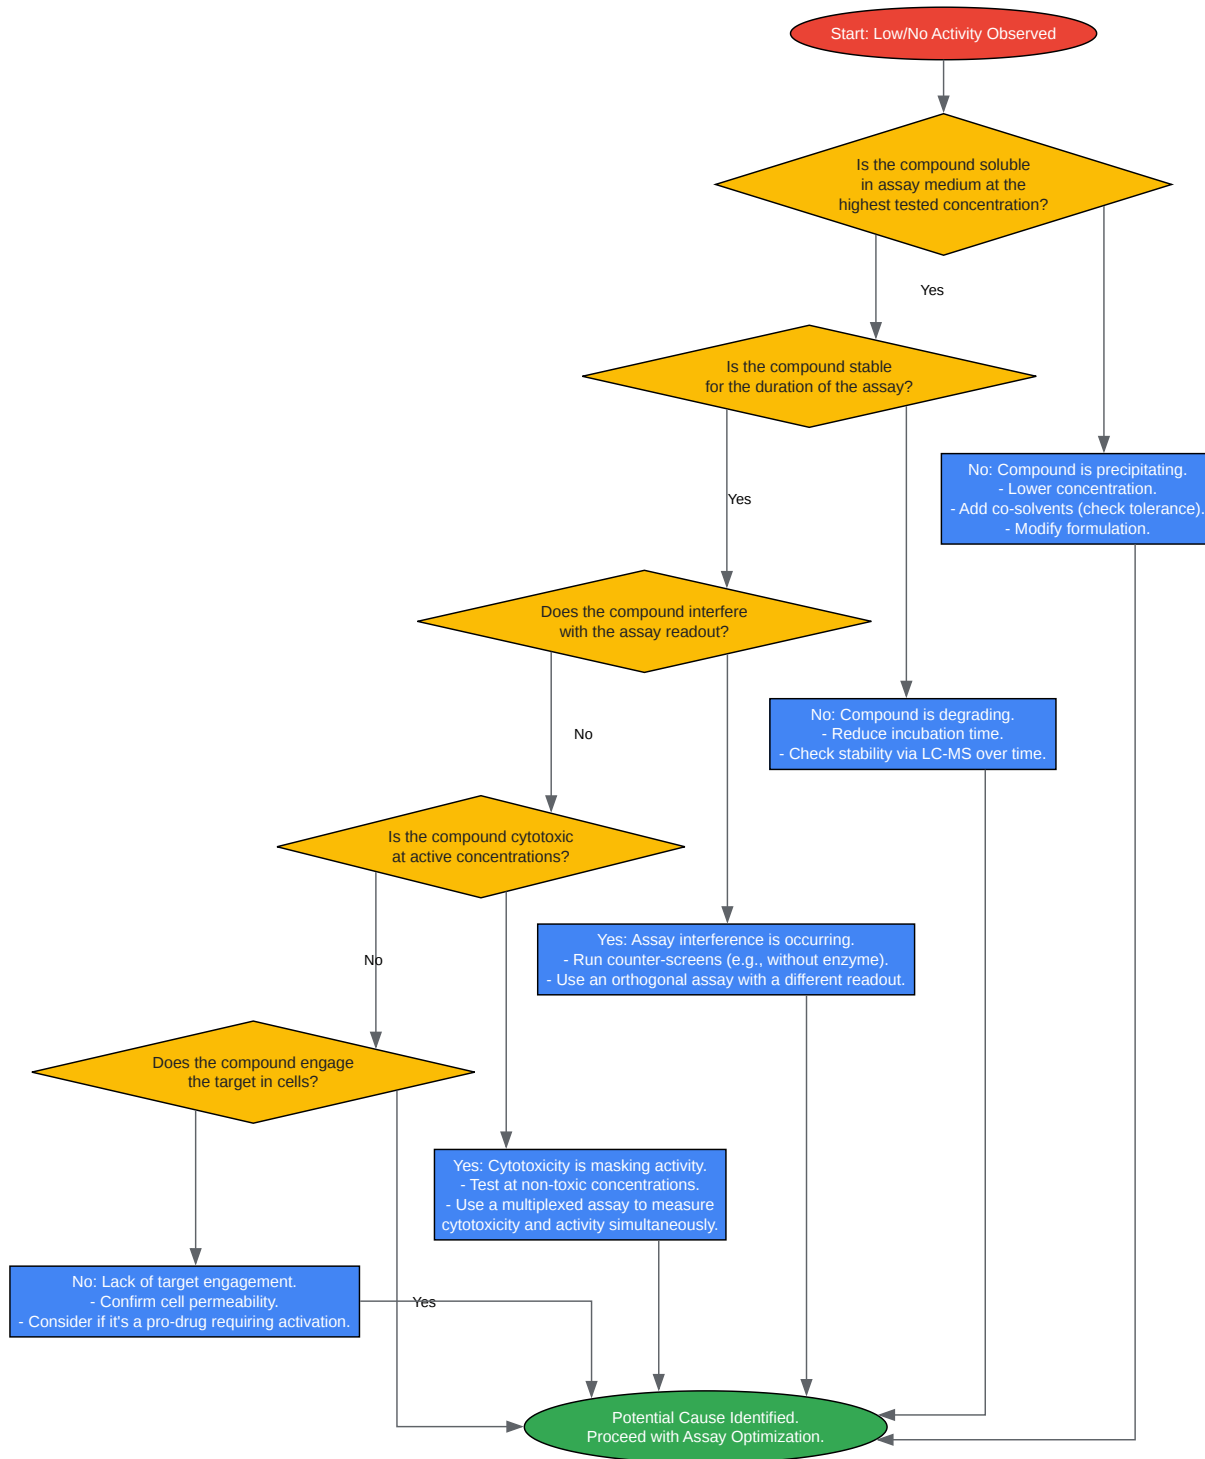 Start: Low/No Activity Observed
Is the compound soluble
in assay medium at the
highest tested concentration?
Yes
Is the compound stable
for the duration of the assay?
No: Compound is precipitating.
- Lower concentration.
- Add co-solvents (check tolerance).
- Modify formulation.
Yes
Does the compound interfere
with the assay readout?
No: Compound is degrading.
- Reduce incubation time.
- Check stability via LC-MS over time.
No
Is the compound cytotoxic
at active concentrations?
Yes: Assay interference is occurring.
- Run counter-screens (e.g., without enzyme).
- Use an orthogonal assay with a different readout.
No
Does the compound engage
the target in cells?
Yes: Cytotoxicity is masking activity.
- Test at non-toxic concentrations.
- Use a multiplexed assay to measure
cytotoxicity and activity simultaneously.
No: Lack of target engagement.
- Confirm cell permeability.
- Consider if it's a pro-drug requiring activation.
Yes
Potential Cause Identified.
Proceed with Assay Optimization.